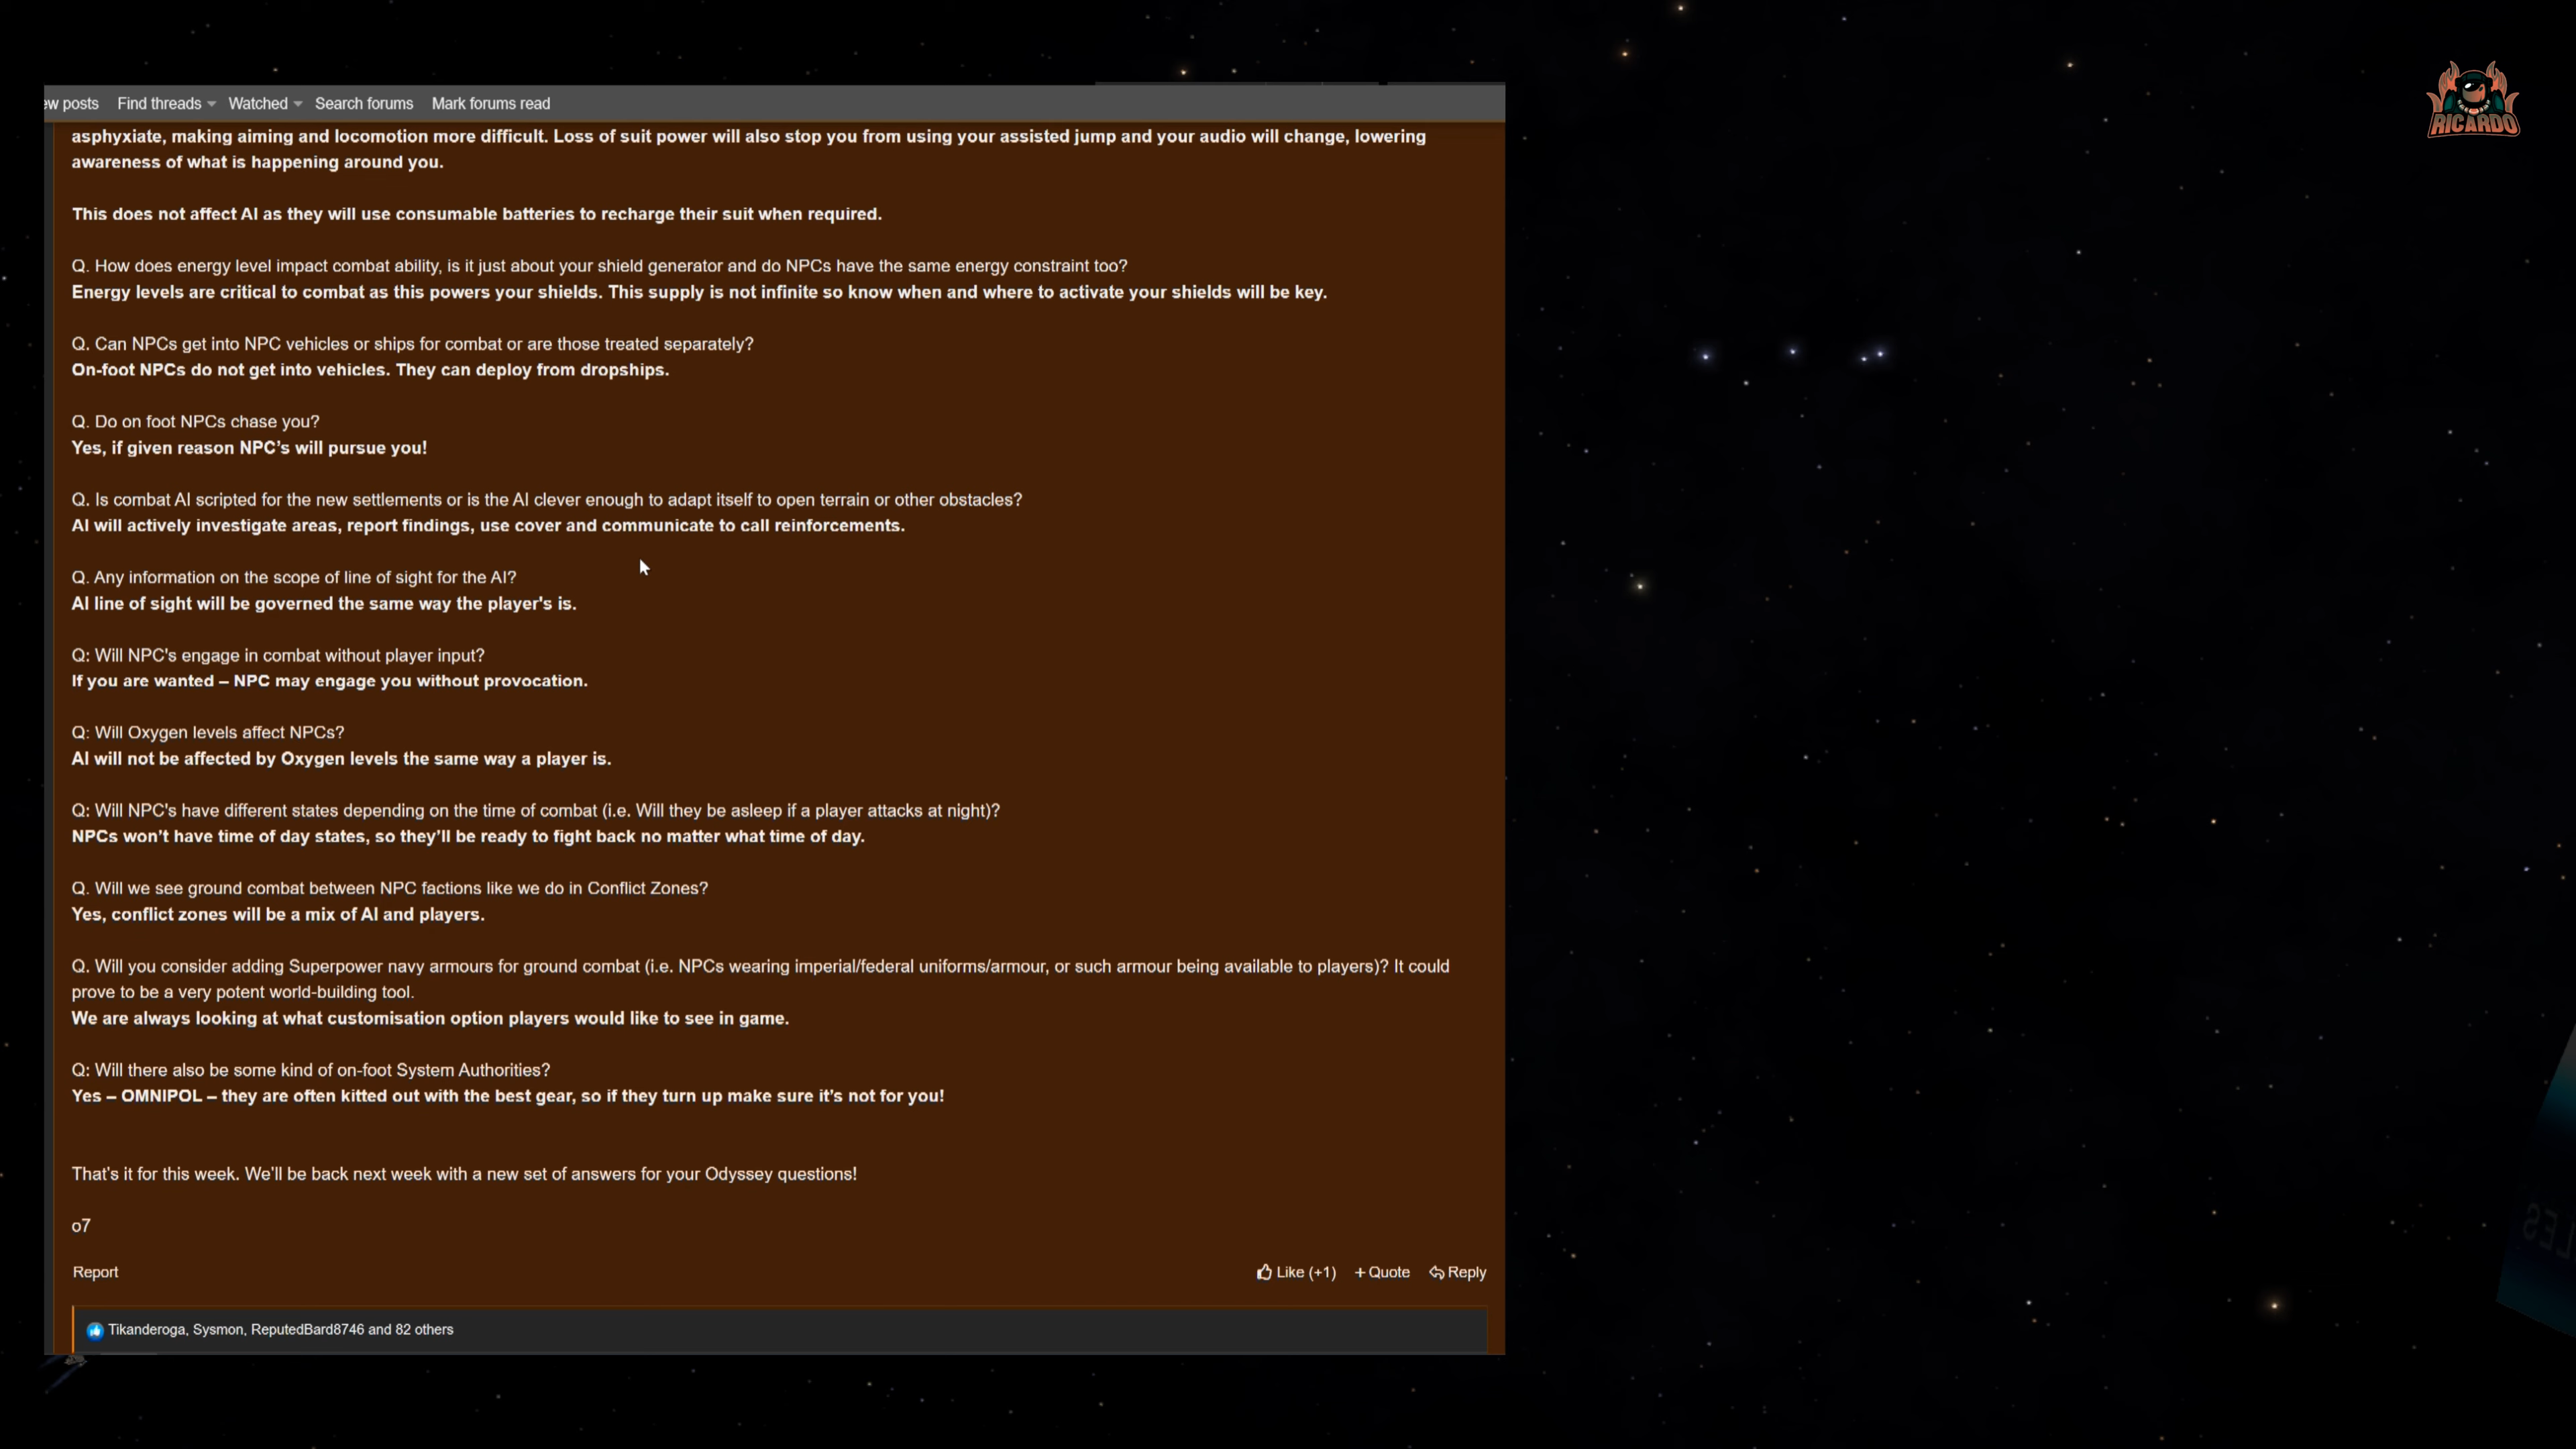 ew posts Find threads Watched Search forums Mark forums read
RICARDO
asphyxiate, making aiming and locomotion more difficult. Loss of suit power will also stop you from using your assisted jump and your audio will change, lowering
awareness of what is happening around you.
This does not affect AI as they will use consumable batteries to recharge their suit when required.
Q. How does energy level impact combat ability, is it just about your shield generator and do NPCs have the same energy constraint too?
Energy levels are critical to combat as this powers your shields. This supply is not infinite so know when and where to activate your shields will be key.
Q. Can NPCs get into NPC vehicles or ships for combat or are those treated separately?
On-foot NPCs do not get into vehicles. They can deploy from dropships.
Q. Do on foot NPCs chase you?
Yes, if given reason NPC’s will pursue you!
Q. Is combat AI scripted for the new settlements or is the AI clever enough to adapt itself to open terrain or other obstacles?
AI will actively investigate areas, report findings, use cover and communicate to call reinforcements.
Q. Any information on the scope of line of sight for the AI?
AI line of sight will be governed the same way the player's is.
Q: Will NPC's engage in combat without player input?
If you are wanted – NPC may engage you without provocation.
Q: Will Oxygen levels affect NPCs?
AI will not be affected by Oxygen levels the same way a player is.
Q: Will NPC's have different states depending on the time of combat (i.e. Will they be asleep if a player attacks at night)?
NPCs won’t have time of day states, so they’ll be ready to fight back no matter what time of day.
Q. Will we see ground combat between NPC factions like we do in Conflict Zones?
Yes, conflict zones will be a mix of AI and players.
Q. Will you consider adding Superpower navy armours for ground combat (i.e. NPCs wearing imperial/federal uniforms/armour, or such armour being available to players)? It could
prove to be a very potent world-building tool.
We are always looking at what customisation option players would like to see in game.
Q: Will there also be some kind of on-foot System Authorities?
Yes – OMNIPOL – they are often kitted out with the best gear, so if they turn up make sure it’s not for you!
That's it for this week. We'll be back next week with a new set of answers for your Odyssey questions!
o7
Report Like (+1) + Quote Reply
Tikanderoga, Sysmon, ReputedBard8746 and 82 others